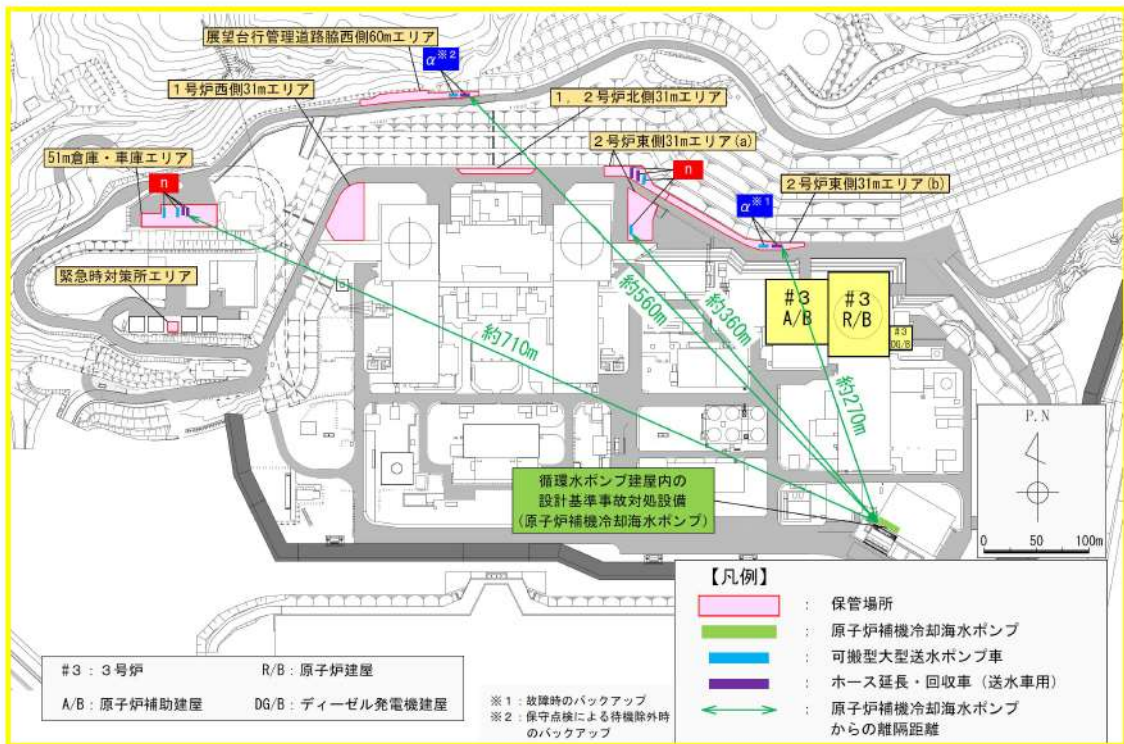 展望台行管理道路脇西側60mエリア
α※2
1号炉西側31mエリア
1,2号炉北側31mエリア
2号炉東側31mエリア(a)
51m倉庫・車庫エリア
n
n
2号炉東側31mエリア(b)
α※1
緊急時対策所エリア
#3
A/B
#3
R/B
#3
DG/B
約560m
約360m
約710m
約270m
P.N
循環水ポンプ建屋内の
設計基準事故対処設備
(原子炉補機冷却海水ポンプ)
0 50 100m
【凡例】
: 保管場所
: 原子炉補機冷却海水ポンプ
: 可搬型大型送水ポンプ車
: ホース延長・回収車(送水車用)
: 原子炉補機冷却海水ポンプ
からの離隔距離
#3:3号炉 R/B:原子炉建屋
A/B:原子炉補助建屋 DG/B:ディーゼル発電機建屋
※1:故障時のバックアップ
※2:保守点検による待機除外時
のバックアップ